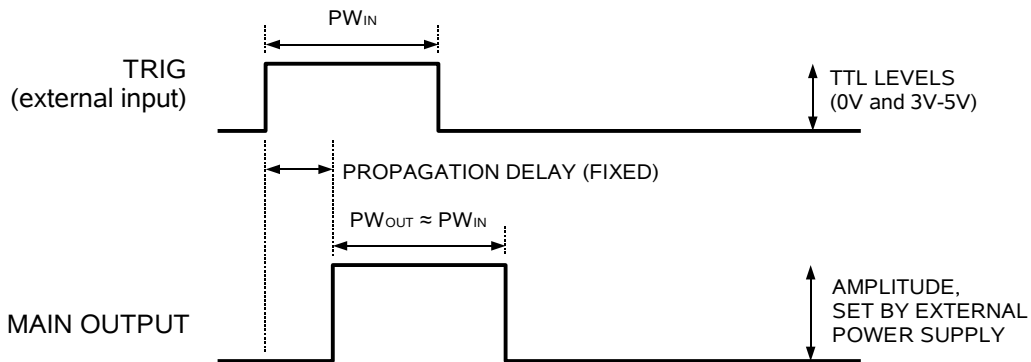 PWIN
TRIG
(external input)
TTL LEVELS
(0V and 3V-5V)
PROPAGATION DELAY (FIXED)
PWOUT ≈ PWIN
MAIN OUTPUT
AMPLITUDE,
SET BY EXTERNAL
POWER SUPPLY